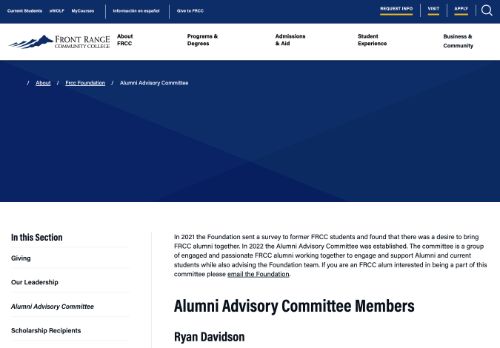 Current Students eWOLF MyCourses Información en español Give to FRCC REQUEST INFO VISIT APPLY
FRONT RANGE
COMMUNITY COLLEGE
About
FRCC
Programs &
Degrees
Admissions
& Aid
Student
Experience
Business &
Community
/ About / Frcc Foundation / Alumni Advisory Committee
In this Section
Giving
Our Leadership
Alumni Advisory Committee
Scholarship Recipients
In 2021 the Foundation sent a survey to former FRCC students and found that there was a desire to bring
FRCC alumni together. In 2022 the Alumni Advisory Committee was established. The committee is a group
of engaged and passionate FRCC alumni working together to engage and support Alumni and current
students while also advising the Foundation team. If you are an FRCC alum interested in being a part of this
committee please email the Foundation.
Alumni Advisory Committee Members
Ryan Davidson